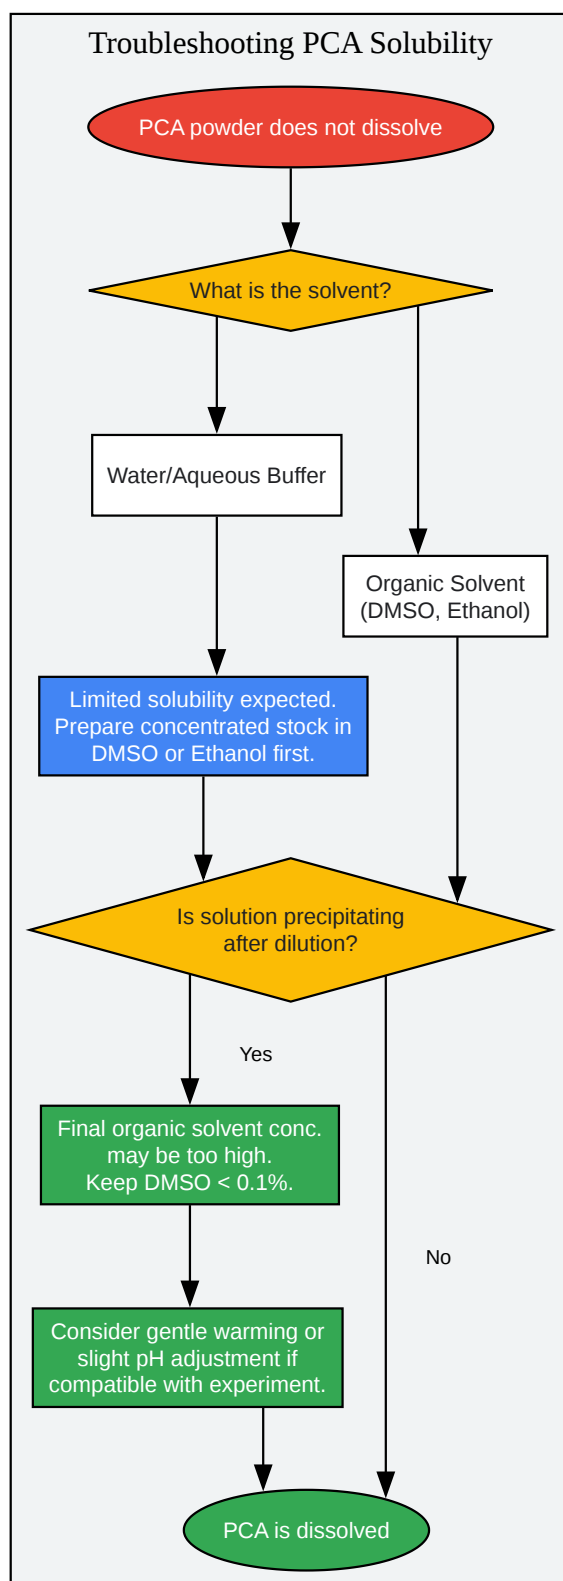 Troubleshooting PCA Solubility
PCA powder does not dissolve
What is the solvent?
Water/Aqueous Buffer
Organic Solvent
(DMSO, Ethanol)
Limited solubility expected.
Prepare concentrated stock in
DMSO or Ethanol first.
Is solution precipitating
after dilution?
Yes
Final organic solvent conc.
may be too high.
Keep DMSO < 0.1%.
No
Consider gentle warming or
slight pH adjustment if
compatible with experiment.
PCA is dissolved